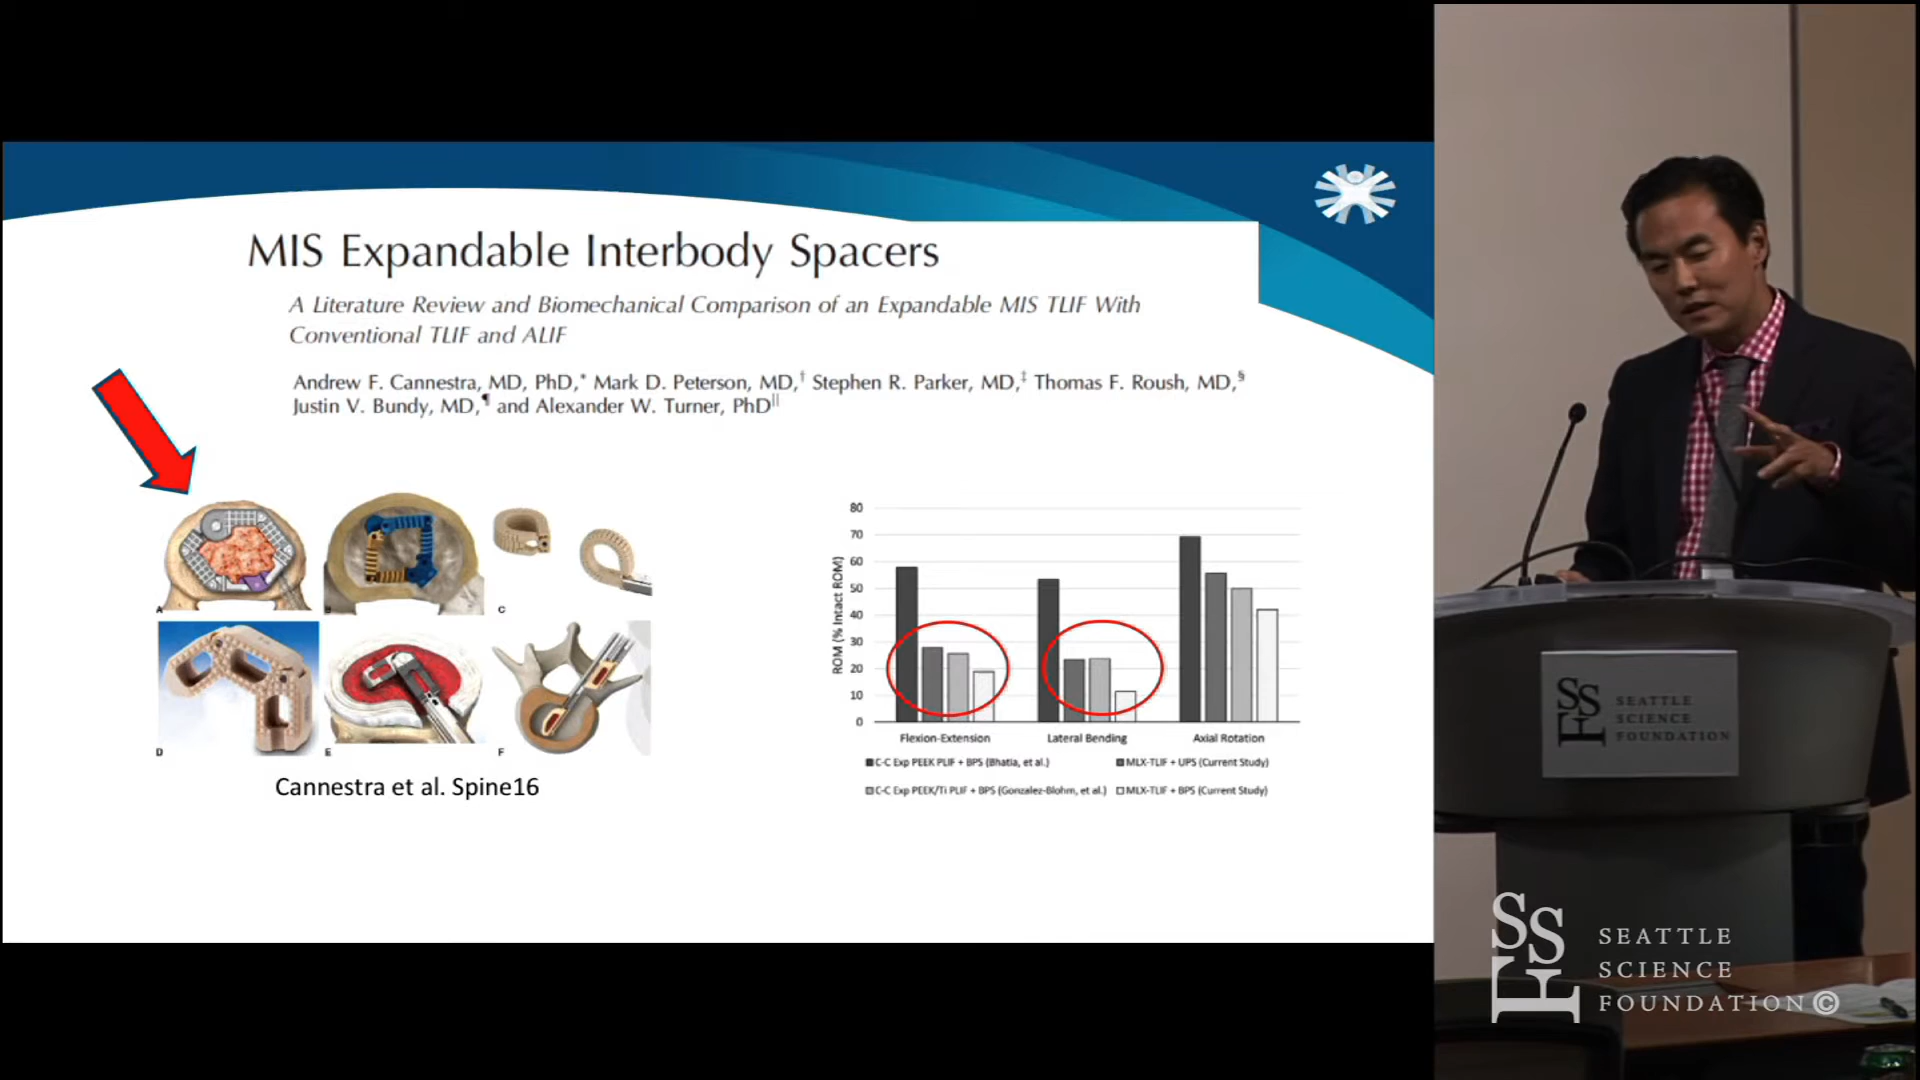 MIS Expandable Interbody Spacers
A Literature Review and Biomechanical Comparison of an Expandable MIS TLIF With
Conventional TLIF and ALIF
Andrew F. Cannestra, MD, PhD,* Mark D. Peterson, MD,† Stephen R. Parker, MD,‡ Thomas F. Roush, MD,§
Justin V. Bundy, MD,¶ and Alexander W. Turner, PhD||
A
B
C
D
E
F
Cannestra et al. Spine16
ROM (% Intact ROM)
80
70
60
50
40
30
20
10
0
Flexion-Extension
Lateral Bending
Axial Rotation
C-C Exp PEEK PLIF + BPS (Bhatia, et al.)
MLX-TLIF + UPS (Current Study)
C-C Exp PEEK/Ti PLIF + BPS (Gonzalez-Blohm, et al.)
MLX-TLIF + BPS (Current Study)
SSF
SEATTLE
SCIENCE
FOUNDATION
SSF
SEATTLE
SCIENCE
FOUNDATION©